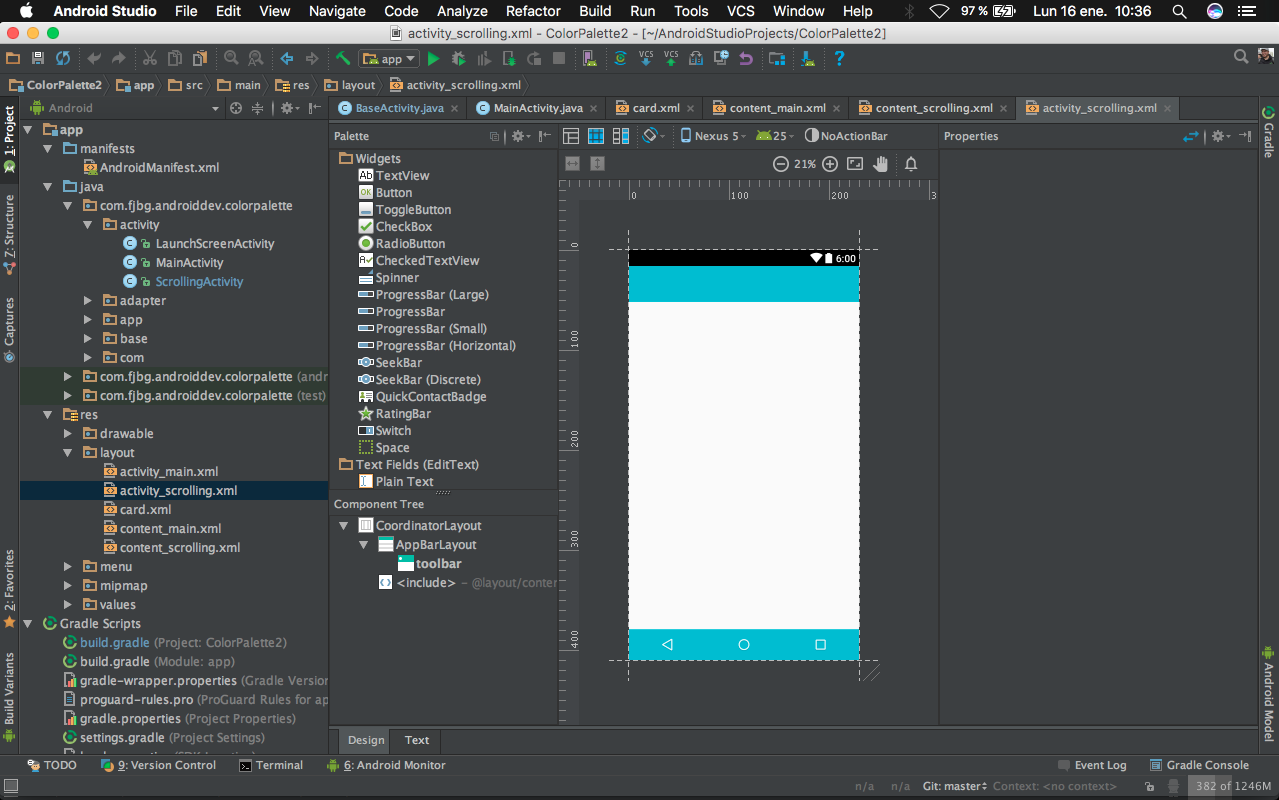 Android Studio File Edit View Navigate Code Analyze Refactor Build Run Tools VCS Window Help 97 % Lun 16 ene. 10:36
activity_scrolling.xml - ColorPalette2 - [~/AndroidStudioProjects/ColorPalette2]
app VCS VCS ?
ColorPalette2 app src main res layout activity_scrolling.xml
1: Project
Z: Structure
Captures
2: Favorites
Build Variants
Android
app
manifests
AndroidManifest.xml
java
com.fjbg.androiddev.colorpalette
activity
LaunchScreenActivity
MainActivity
ScrollingActivity
adapter
app
base
com
com.fjbg.androiddev.colorpalette (andr
com.fjbg.androiddev.colorpalette (test)
res
drawable
layout
activity_main.xml
activity_scrolling.xml
card.xml
content_main.xml
content_scrolling.xml
menu
mipmap
values
Gradle Scripts
build.gradle (Project: ColorPalette2)
build.gradle (Module: app)
gradle-wrapper.properties (Gradle Version
proguard-rules.pro (ProGuard Rules for ap
gradle.properties (Project Properties)
settings.gradle (Project Settings)
BaseActivity.java MainActivity.java card.xml content_main.xml content_scrolling.xml activity_scrolling.xml
Palette
Widgets
TextView
Button
ToggleButton
CheckBox
RadioButton
CheckedTextView
Spinner
ProgressBar (Large)
ProgressBar
ProgressBar (Small)
ProgressBar (Horizontal)
SeekBar
SeekBar (Discrete)
QuickContactBadge
RatingBar
Switch
Space
Text Fields (EditText)
Plain Text
Component Tree
CoordinatorLayout
AppBarLayout
toolbar
<include> – @layout/conter
Nexus 5 25 NoActionBar
21%
0 100 200 3
0
100
200
300
400
6:00
Properties
Gradle
Android Model
Design Text
TODO 9: Version Control Terminal 6: Android Monitor Event Log Gradle Console
n/a n/a Git: master Context: <no context> 382 of 1246M